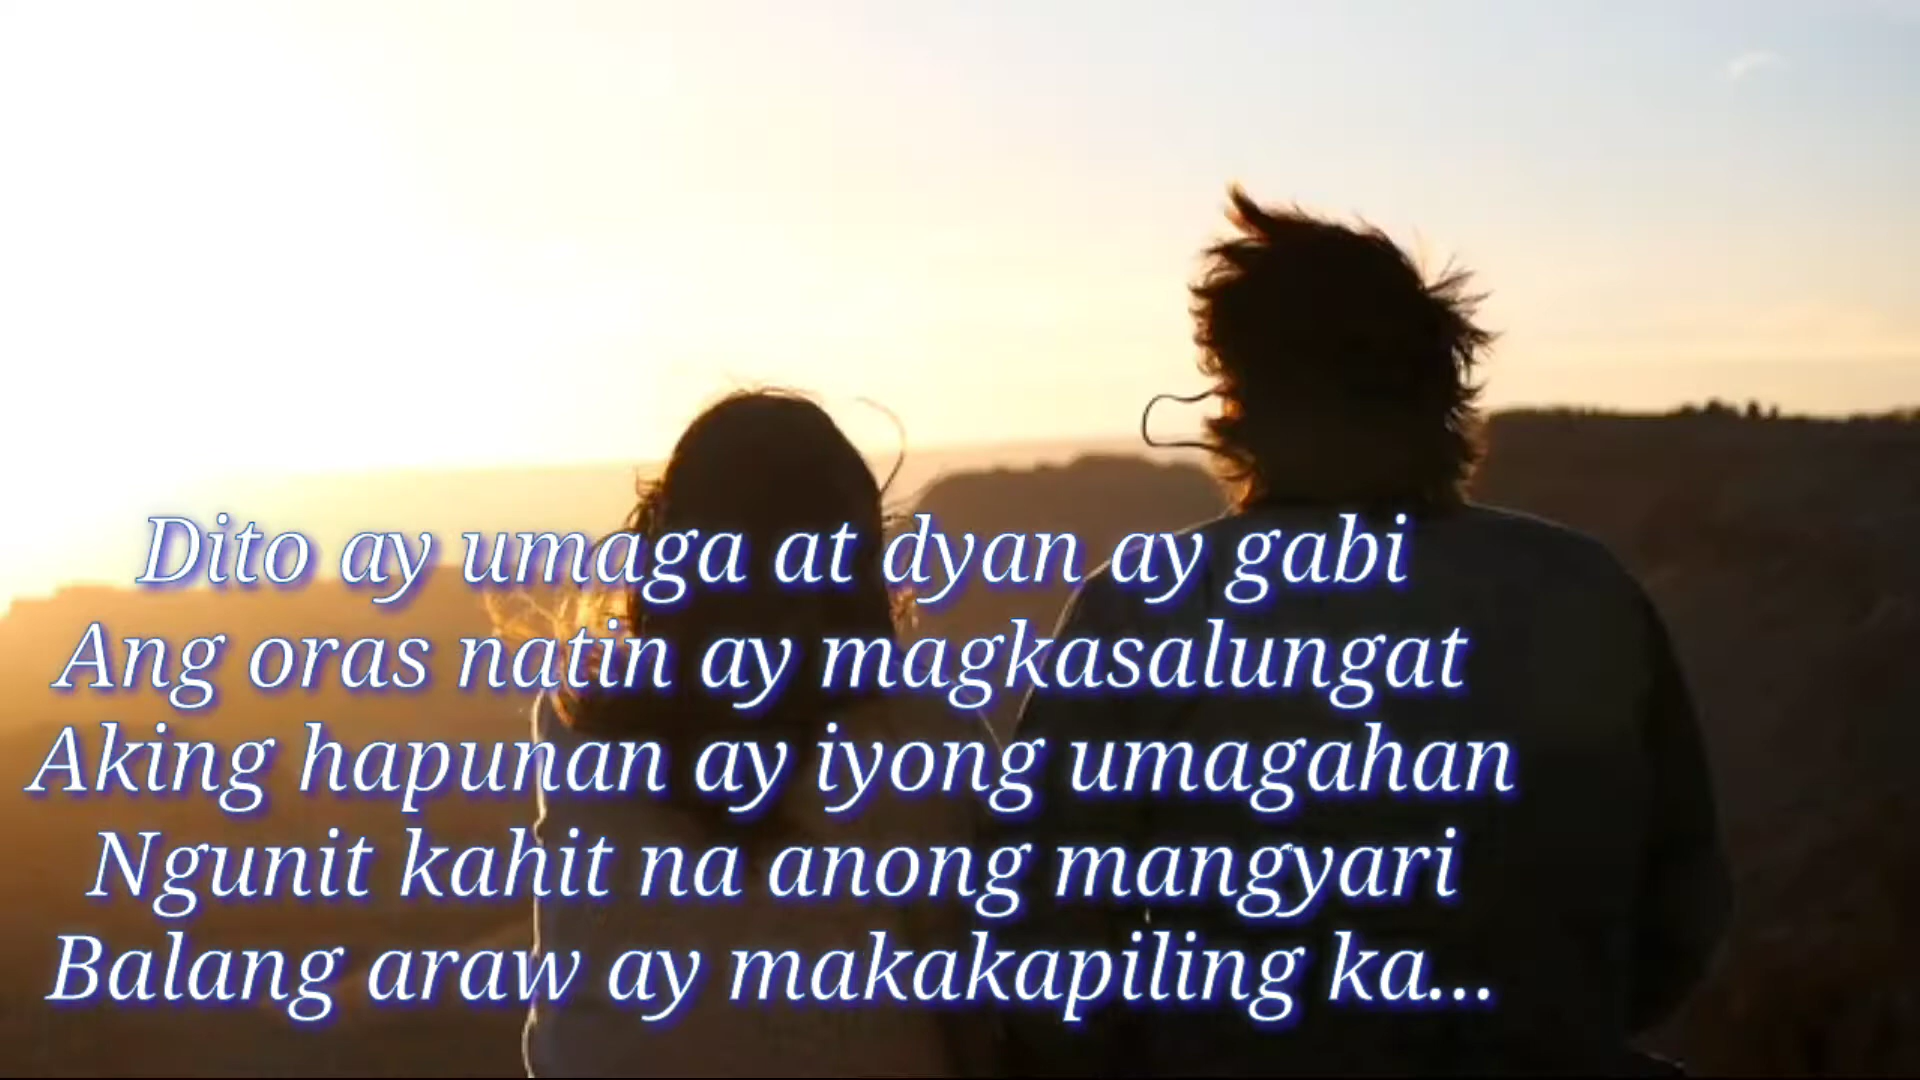 Dito ay umaga at dyan ay gabi
Ang oras natin ay magkasalungat
Aking hapunan ay iyong umagahan
Ngunit kahit na anong mangyari
Balang araw ay makakapiling ka...